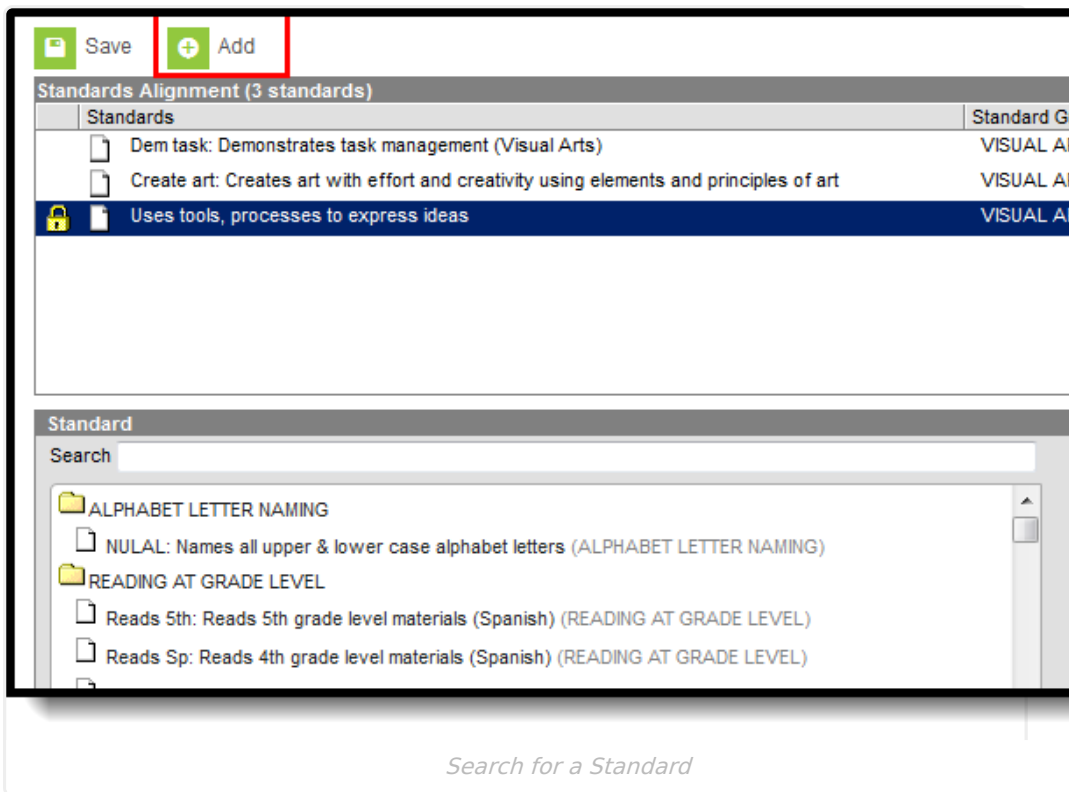 Save Add
Standards Alignment (3 standards)
Standards Standard G
Dem task: Demonstrates task management (Visual Arts) VISUAL A
Create art: Creates art with effort and creativity using elements and principles of art VISUAL A
Uses tools, processes to express ideas VISUAL A
Standard
Search
ALPHABET LETTER NAMING
NULAL: Names all upper & lower case alphabet letters (ALPHABET LETTER NAMING)
READING AT GRADE LEVEL
Reads 5th: Reads 5th grade level materials (Spanish) (READING AT GRADE LEVEL)
Reads Sp: Reads 4th grade level materials (Spanish) (READING AT GRADE LEVEL)
Search for a Standard